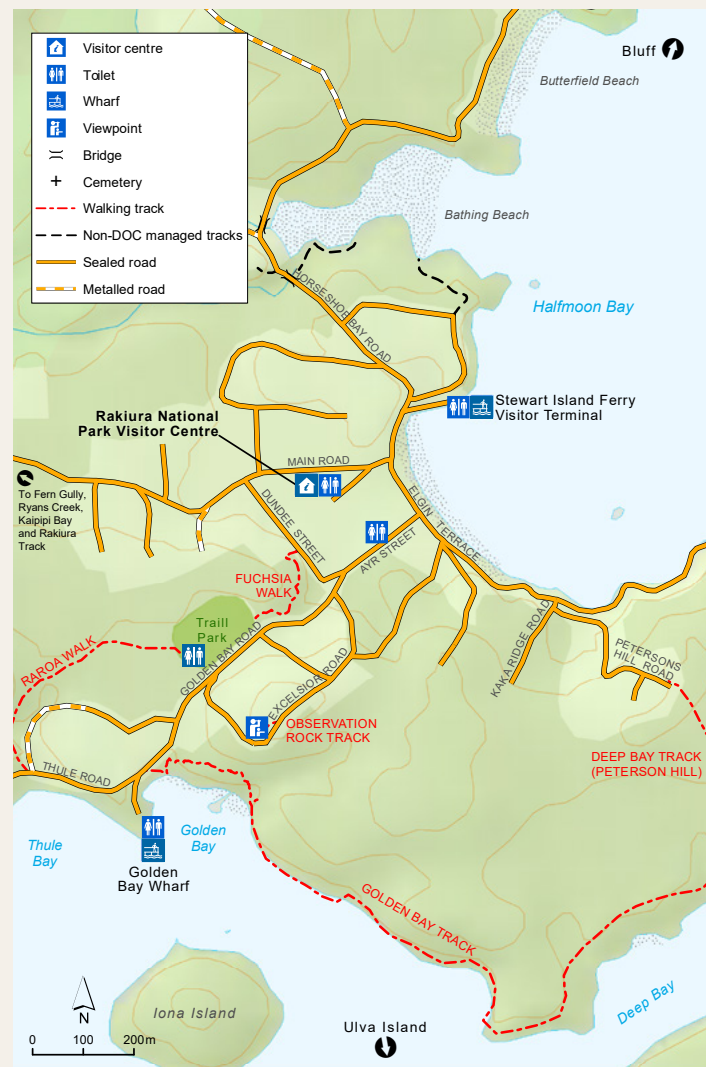 Visitor centre
Toilet
Wharf
Viewpoint
Bridge
Cemetery
Walking track
Non-DOC managed tracks
Sealed road
Metalled road
Bluff
Butterfield Beach
Bathing Beach
HORSESHOE BAY ROAD
Halfmoon Bay
Stewart Island Ferry
Visitor Terminal
Rakiura National
Park Visitor Centre
MAIN ROAD
To Fern Gully,
Ryans Creek,
Kaipipi Bay
and Rakiura
Track
DUNDEE STREET
ELGIN TERRACE
AYR STREET
FUCHSIA
WALK
Traill
Park
RAROA WALK
GOLDEN BAY ROAD
KAKA RIDGE ROAD
PETERSONS
HILL ROAD
EXCELSIOR ROAD
OBSERVATION
ROCK TRACK
DEEP BAY TRACK
(PETERSON HILL)
THULE ROAD
Thule
Bay
Golden
Bay
Golden
Bay Wharf
GOLDEN BAY TRACK
Deep Bay
Iona Island
Ulva Island
N
0 100 200m